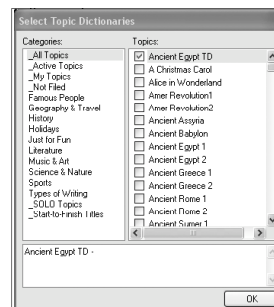 Select Topic Dictionaries
Categories:
_All Topics
_Active Topics
_My Topics
_Not Filed
Famous People
Geography & Travel
History
Holidays
Just for Fun
Literature
Music & Art
Science & Nature
Sports
Types of Writing
_SOLO Topics
_Start-to-Finish Titles
Topics:
Ancient Egypt TD
A Christmas Carol
Alice in Wonderland
Amer Revolution1
Amer Revolution2
Ancient Assyria
Ancient Babylon
Ancient Egypt 1
Ancient Egypt 2
Ancient Greece 1
Ancient Greece 2
Ancient Rome 1
Ancient Rome 2
Ancient Sumer 1
Ancient Egypt TD -
OK